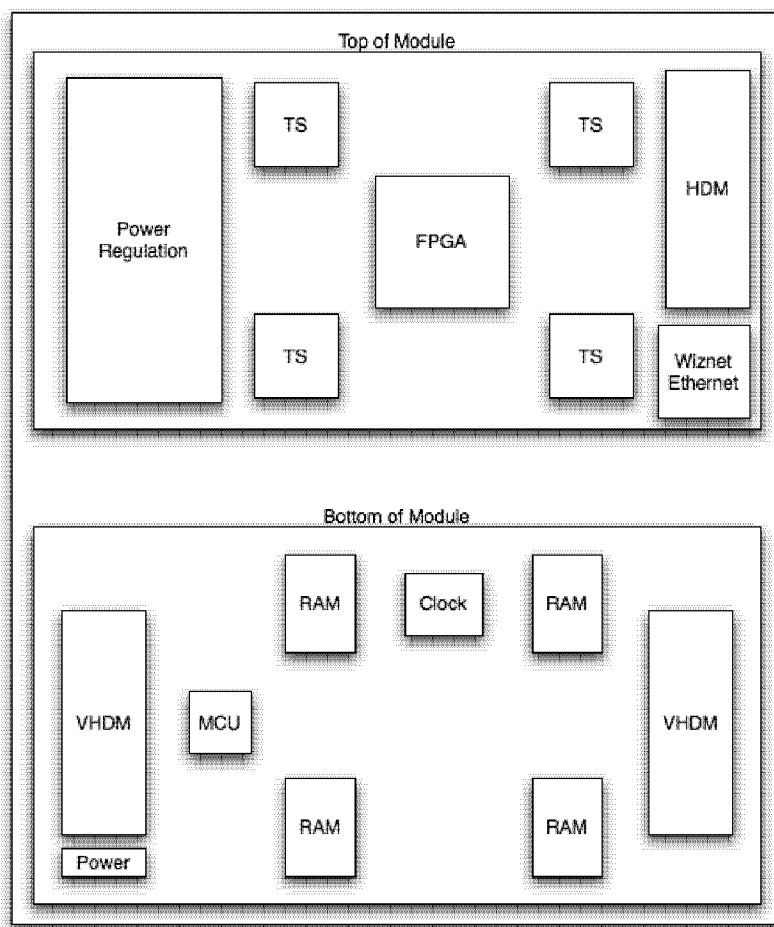 Top of Module
TS
TS
HDM
Power
Regulation
FPGA
TS
TS
Wiznet
Ethernet
Bottom of Module
RAM
Clock
RAM
VHDM
MCU
VHDM
RAM
RAM
Power